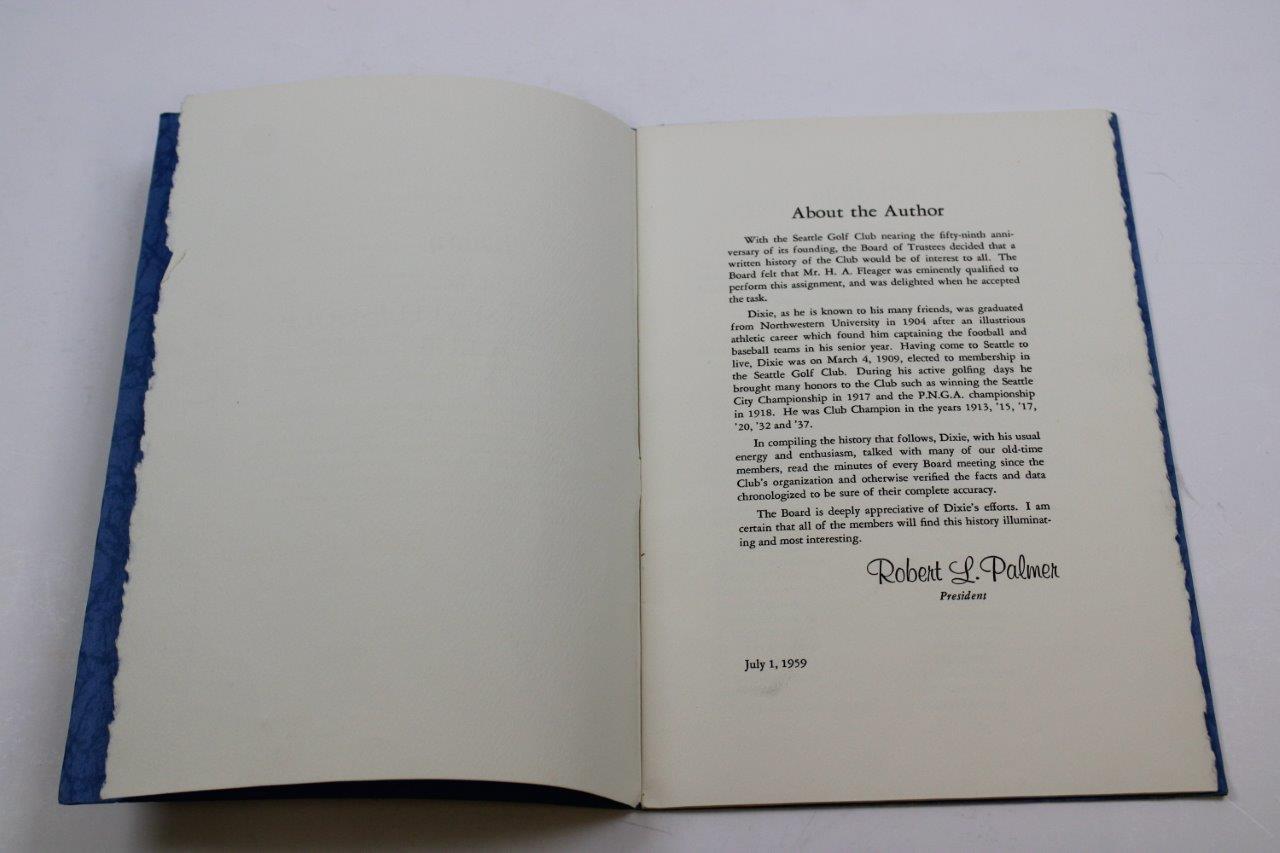 About the Author
With the Seattle Golf Club nearing the fifty-ninth anni-
versary of its founding, the Board of Trustees decided that a
written history of the Club would be of interest to all. The
Board felt that Mr. H. A. Fleager was eminently qualified to
perform this assignment, and was delighted when he accepted
the task.
Dixie, as he is known to his many friends, was graduated
from Northwestern University in 1904 after an illustrious
athletic career which found him captaining the football and
baseball teams in his senior year. Having come to Seattle to
live, Dixie was on March 4, 1909, elected to membership in
the Seattle Golf Club. During his active golfing days he
brought many honors to the Club such as winning the Seattle
City Championship in 1917 and the P.N.G.A. championship
in 1918. He was Club Champion in the years 1913, '15, '17,
'20, '32 and '37.
In compiling the history that follows, Dixie, with his usual
energy and enthusiasm, talked with many of our old-time
members, read the minutes of every Board meeting since the
Club's organization and otherwise verified the facts and data
chronologized to be sure of their complete accuracy.
The Board is deeply appreciative of Dixie's efforts. I am
certain that all of the members will find this history illuminat-
ing and most interesting.
Robert L. Palmer
President
July 1, 1959